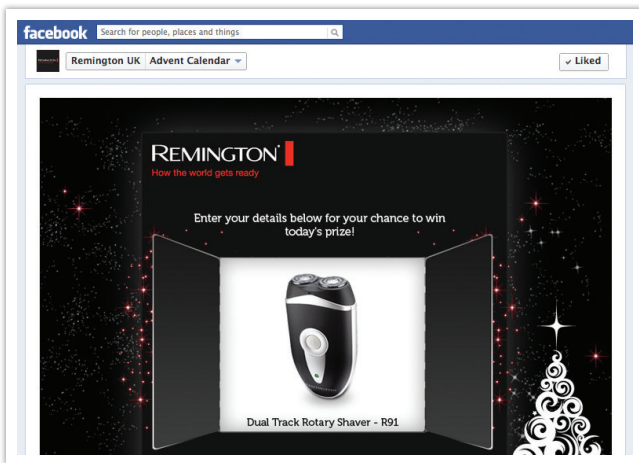 facebook
Search for people, places and things
Remington UK Advent Calendar
Liked
REMINGTON
How the world gets ready
Enter your details below for your chance to win
today's prize!
Dual Track Rotary Shaver - R91